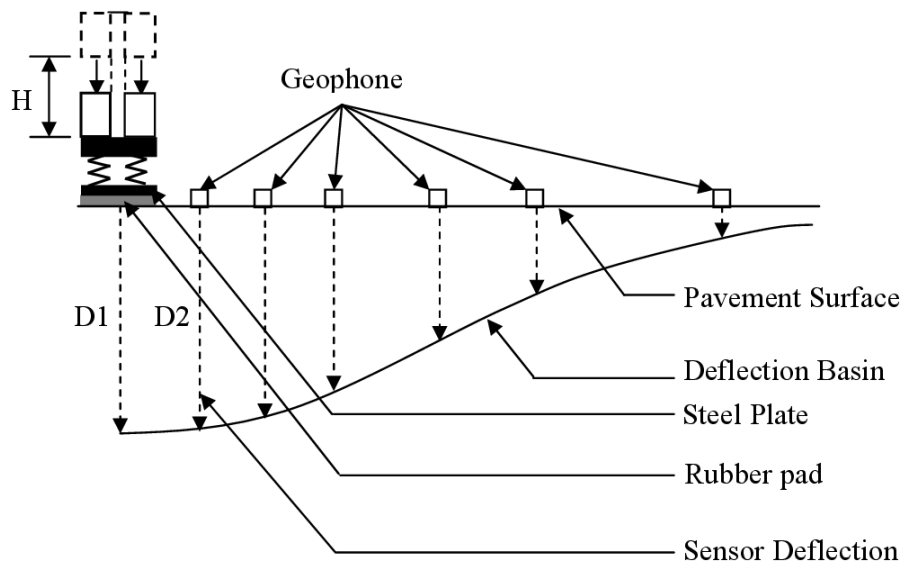 Geophone
H
D1
D2
Pavement Surface
Deflection Basin
Steel Plate
Rubber pad
Sensor Deflection